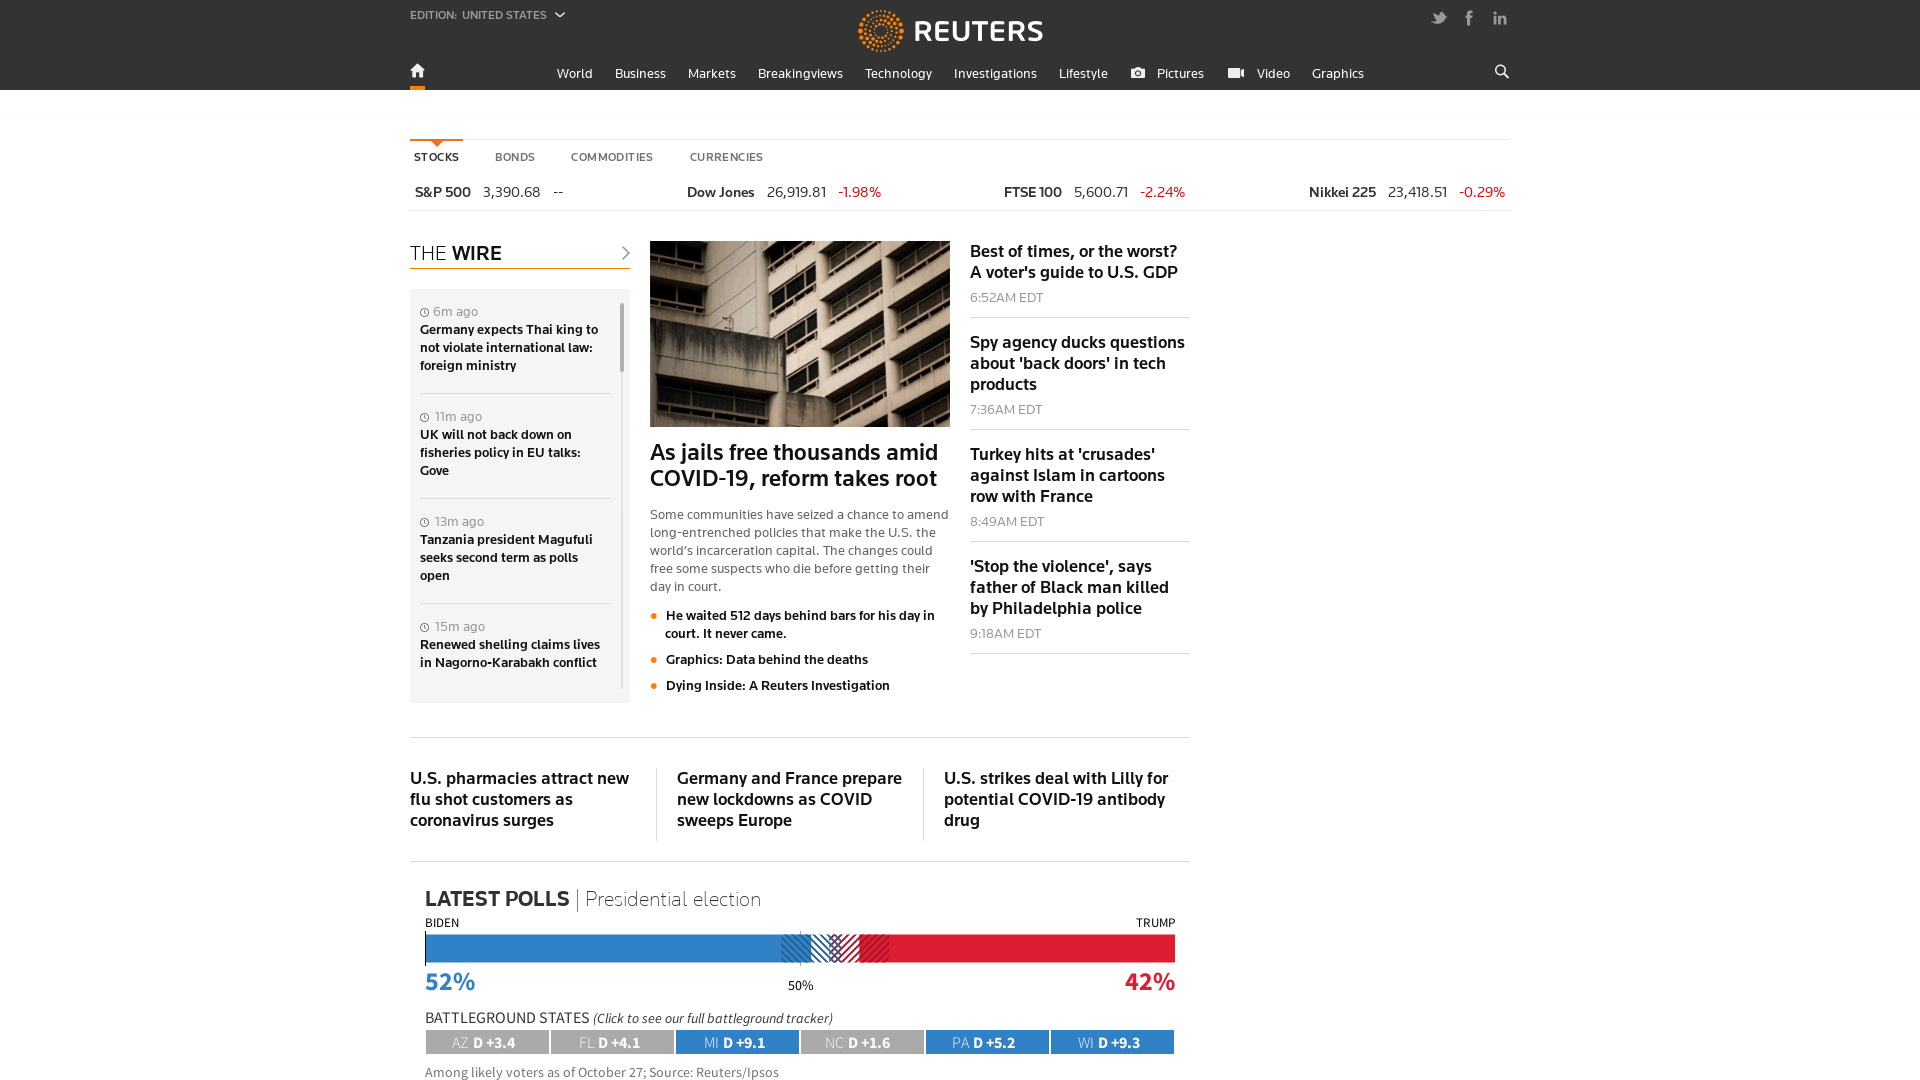 EDITION: UNITED STATES
REUTERS
World Business Markets Breakingviews Technology Investigations Lifestyle Pictures Video Graphics
STOCKS BONDS COMMODITIES CURRENCIES
S&P 500 3,390.68 -- Dow Jones 26,919.81 -1.98% FTSE 100 5,600.71 -2.24% Nikkei 225 23,418.51 -0.29%
THE WIRE
6m ago
Germany expects Thai king to
not violate international law:
foreign ministry
11m ago
UK will not back down on
fisheries policy in EU talks:
Gove
13m ago
Tanzania president Magufuli
seeks second term as polls
open
15m ago
Renewed shelling claims lives
in Nagorno-Karabakh conflict
As jails free thousands amid
COVID-19, reform takes root
Some communities have seized a chance to amend
long-entrenched policies that make the U.S. the
world’s incarceration capital. The changes could
free some suspects who die before getting their
day in court.
He waited 512 days behind bars for his day in
court. It never came.
Graphics: Data behind the deaths
Dying Inside: A Reuters Investigation
Best of times, or the worst?
A voter's guide to U.S. GDP
6:52AM EDT
Spy agency ducks questions
about 'back doors' in tech
products
7:36AM EDT
Turkey hits at 'crusades'
against Islam in cartoons
row with France
8:49AM EDT
'Stop the violence', says
father of Black man killed
by Philadelphia police
9:18AM EDT
U.S. pharmacies attract new
flu shot customers as
coronavirus surges
Germany and France prepare
new lockdowns as COVID
sweeps Europe
U.S. strikes deal with Lilly for
potential COVID-19 antibody
drug
LATEST POLLS | Presidential election
BIDEN TRUMP
52% 50% 42%
BATTLEGROUND STATES (Click to see our full battleground tracker)
AZ D +3.4 FL D +4.1 MI D +9.1 NC D +1.6 PA D +5.2 WI D +9.3
Among likely voters as of October 27; Source: Reuters/Ipsos